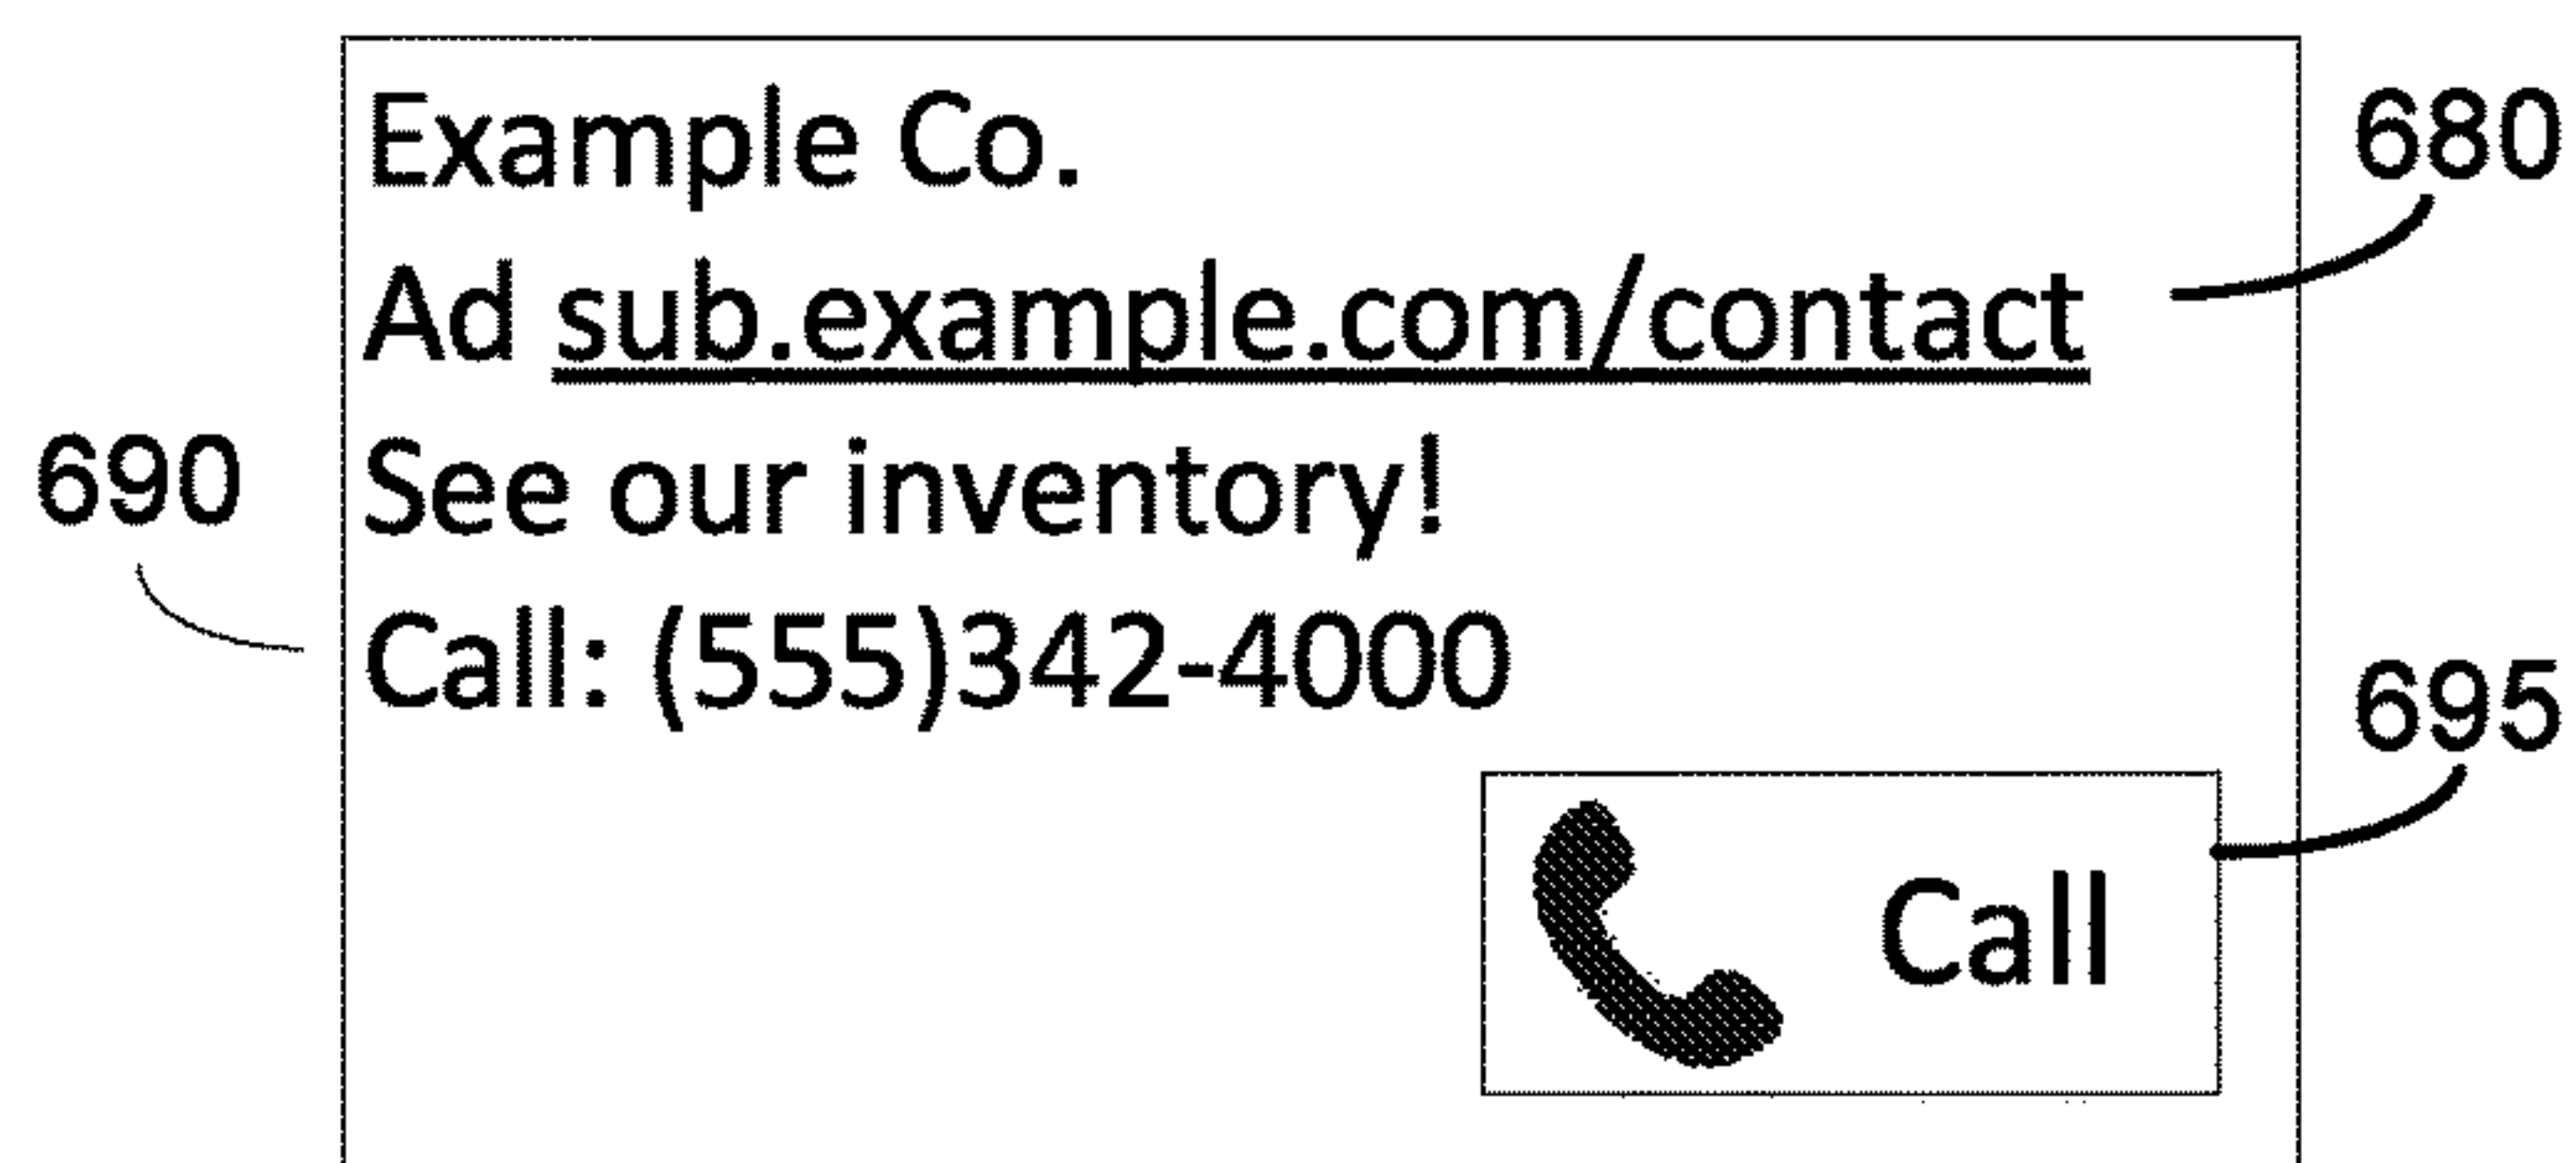 Example Co.
680
Ad sub.example.com/contact
690
See our inventory!
Call: (555)342-4000
695
Call